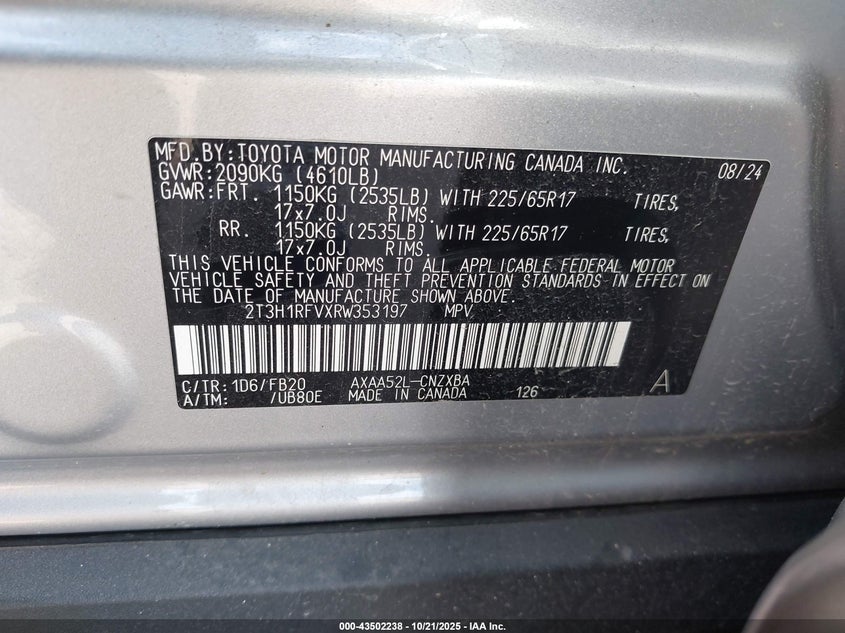 MFD.BY:TOYOTA MOTOR MANUFACTURING CANADA INC. 08/24
GVWR:2090KG (4610LB)
GAWR:FRT. 1150KG (2535LB) WITH 225/65R17 TIRES,
17x7.0J RIMS.
RR. 1150KG (2535LB) WITH 225/65R17 TIRES,
17x7.0J RIMS.
THIS VEHICLE CONFORMS TO ALL APPLICABLE FEDERAL MOTOR
VEHICLE SAFETY AND THEFT PREVENTION STANDARDS IN EFFECT ON
THE DATE OF MANUFACTURE SHOWN ABOVE.
2T3H1RFVXRW353197 MPV
C/TR:1D6/FB20 AXAA52L-CNZXBA A
A/TM: /UB80E MADE IN CANADA 126
000-43502238 - 10/21/2025 - IAA Inc.